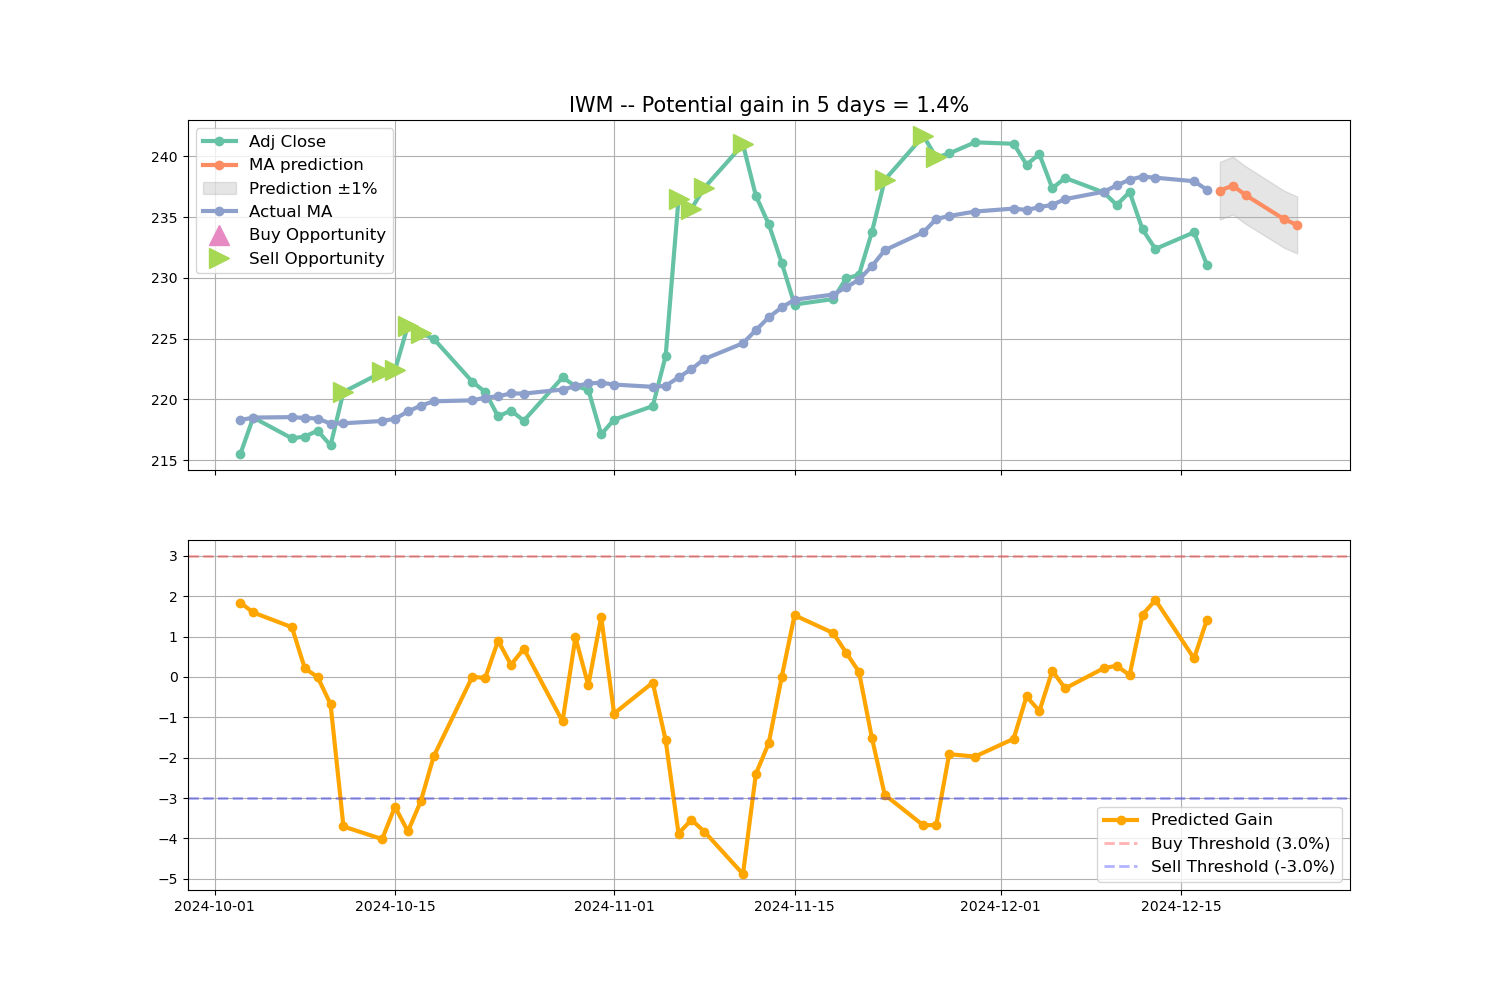 IWM -- Potential gain in 5 days = 1.4%
Adj Close
MA prediction
Prediction ±1%
Actual MA
Buy Opportunity
Sell Opportunity
240
235
230
225
220
215
3
2
1
0
−1
−2
−3
−4
−5
Predicted Gain
Buy Threshold (3.0%)
Sell Threshold (-3.0%)
2024-10-01
2024-10-15
2024-11-01
2024-11-15
2024-12-01
2024-12-15